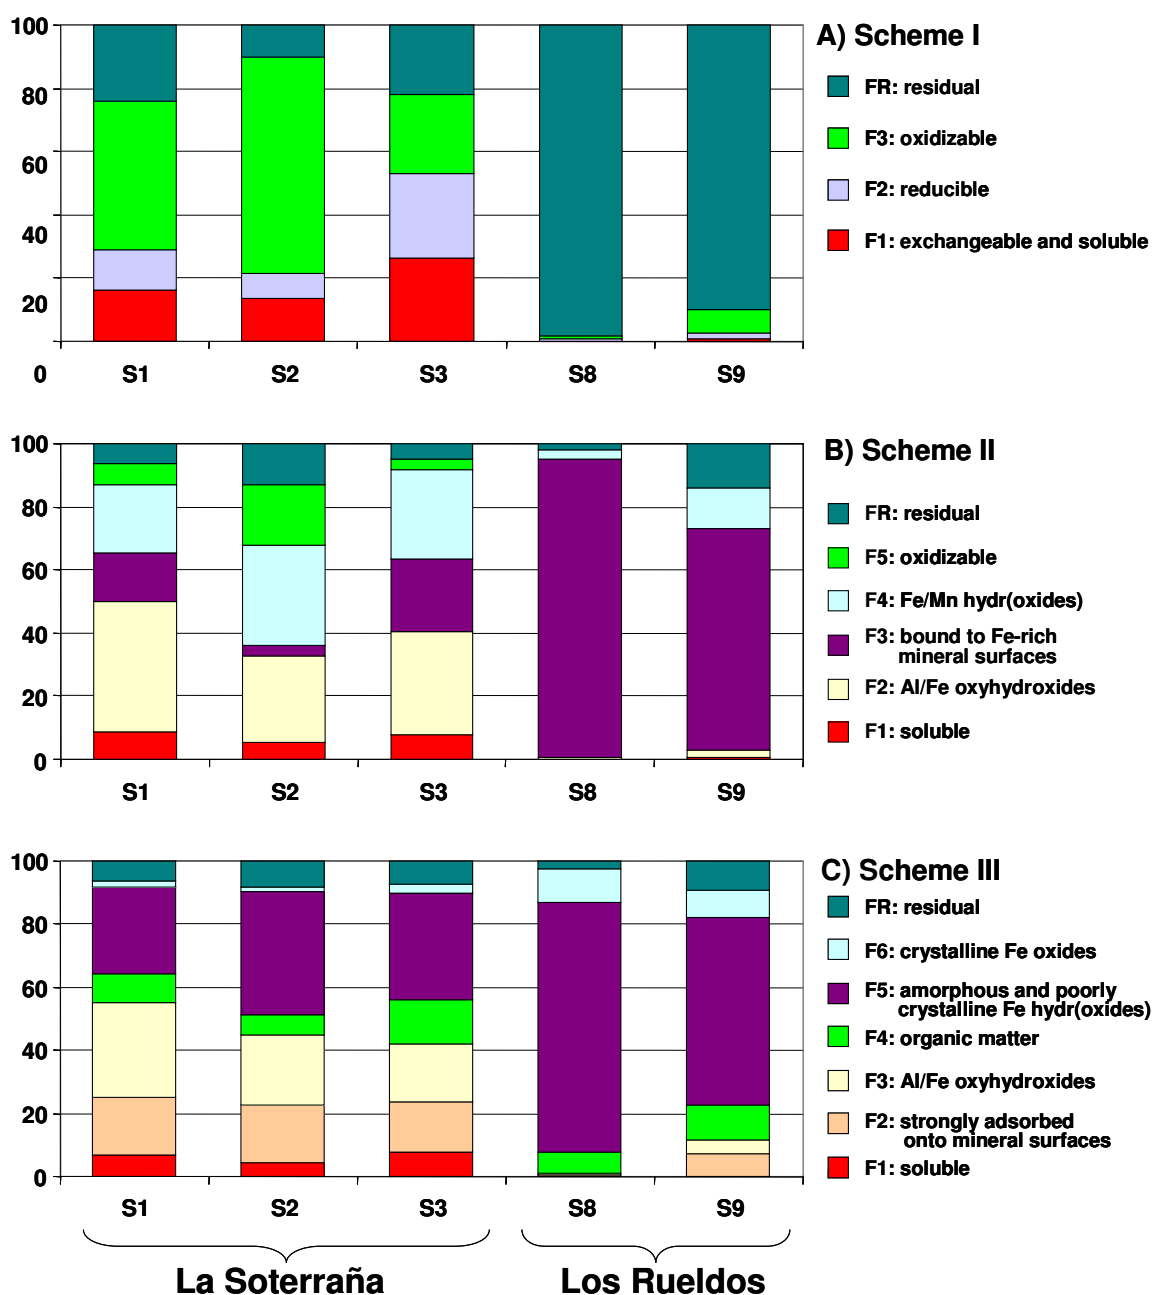 A) Scheme I
100
80
60
40
20
0
S1 S2 S3 S8 S9
FR: residual
F3: oxidizable
F2: reducible
F1: exchangeable and soluble
B) Scheme II
100
80
60
40
20
0
S1 S2 S3 S8 S9
FR: residual
F5: oxidizable
F4: Fe/Mn hydr(oxides)
F3: bound to Fe-rich
mineral surfaces
F2: Al/Fe oxyhydroxides
F1: soluble
C) Scheme III
100
80
60
40
20
0
S1 S2 S3 S8 S9
FR: residual
F6: crystalline Fe oxides
F5: amorphous and poorly
crystalline Fe hydr(oxides)
F4: organic matter
F3: Al/Fe oxyhydroxides
F2: strongly adsorbed
onto mineral surfaces
F1: soluble
La Soterraña Los Rueldos